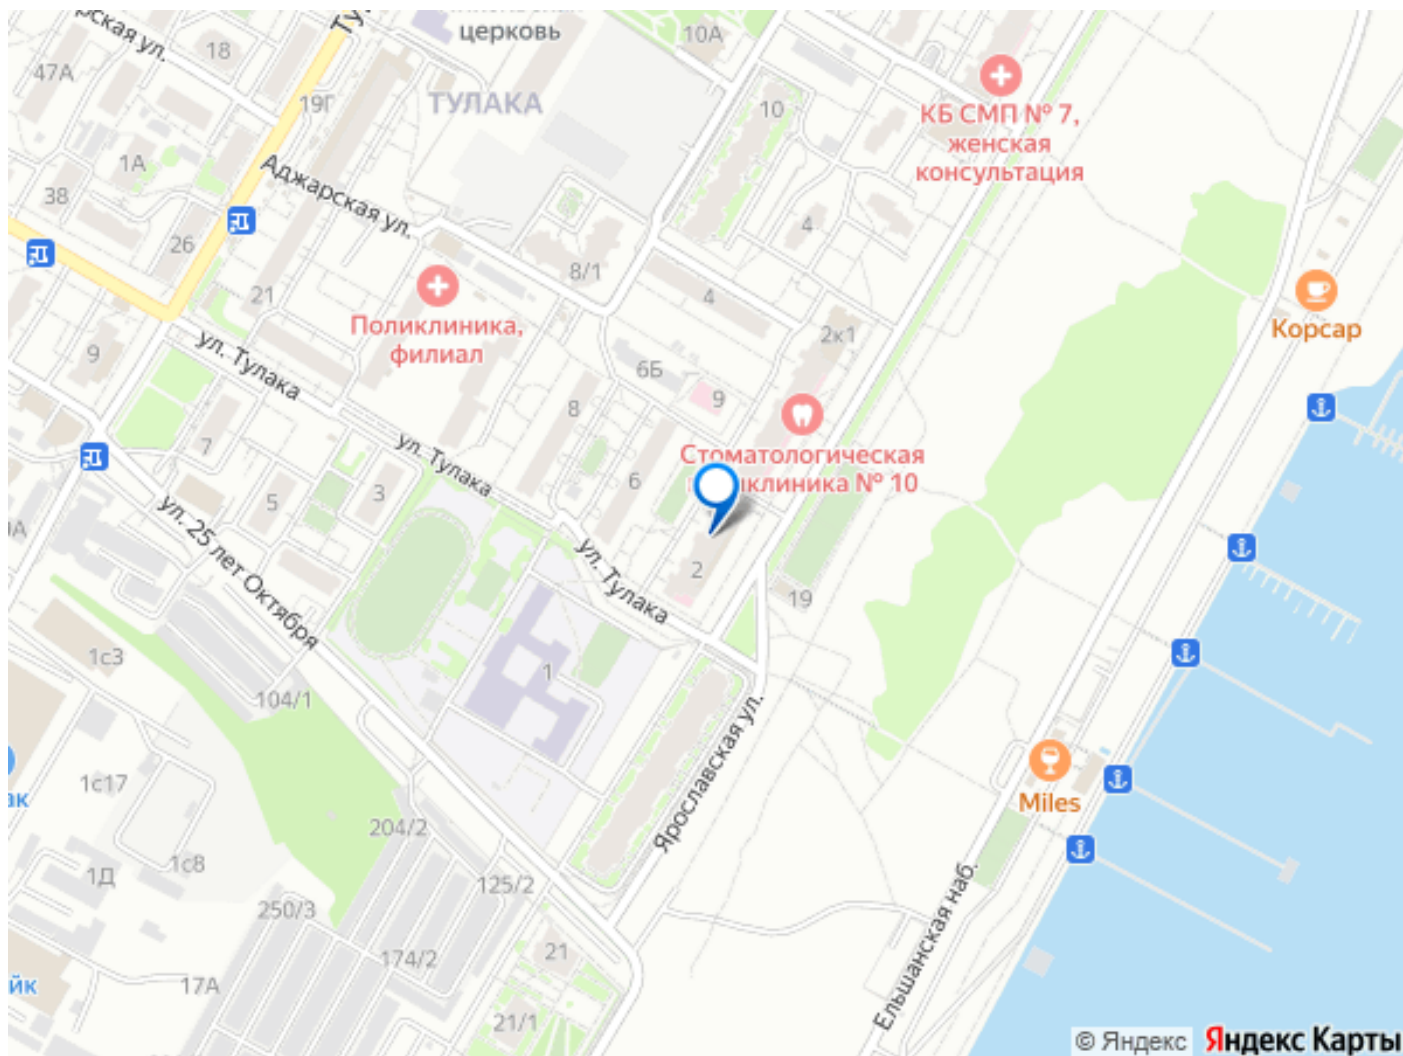 церковь
10А
18
47А
рская ул.
19Г
ТУЛАКА
10
КБ СМП № 7,
женская
консультация
1А
Аджарская ул.
38
26
4
8/1
21
4
Корсар
Поликлиника,
филиал
2к1
ул. Тулака
9
6Б
9
8
7
ул. Тулака
Стоматологическая
клиника № 10
6
3
5
ул. 25 лет Октября
ул. Тулака
2
19
1с3
1
104/1
Ярославская ул.
1с17
Miles
204/2
1с8
1Д
125/2
250/3
Ельшанская наб.
174/2
21
17А
21/1
© Яндекс
Яндекс Карты